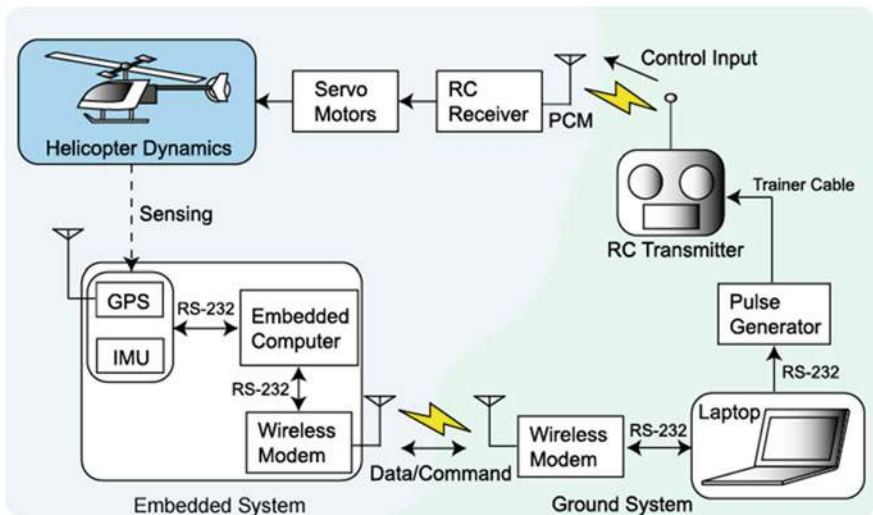 Control Input
Servo
Motors
RC
Receiver
PCM
Helicopter Dynamics
Trainer Cable
RC Transmitter
Sensing
GPS
IMU
RS-232
Embedded
Computer
RS-232
Wireless
Modem
Data/Command
Wireless
Modem
RS-232
Pulse
Generator
RS-232
Laptop
Embedded System
Ground System